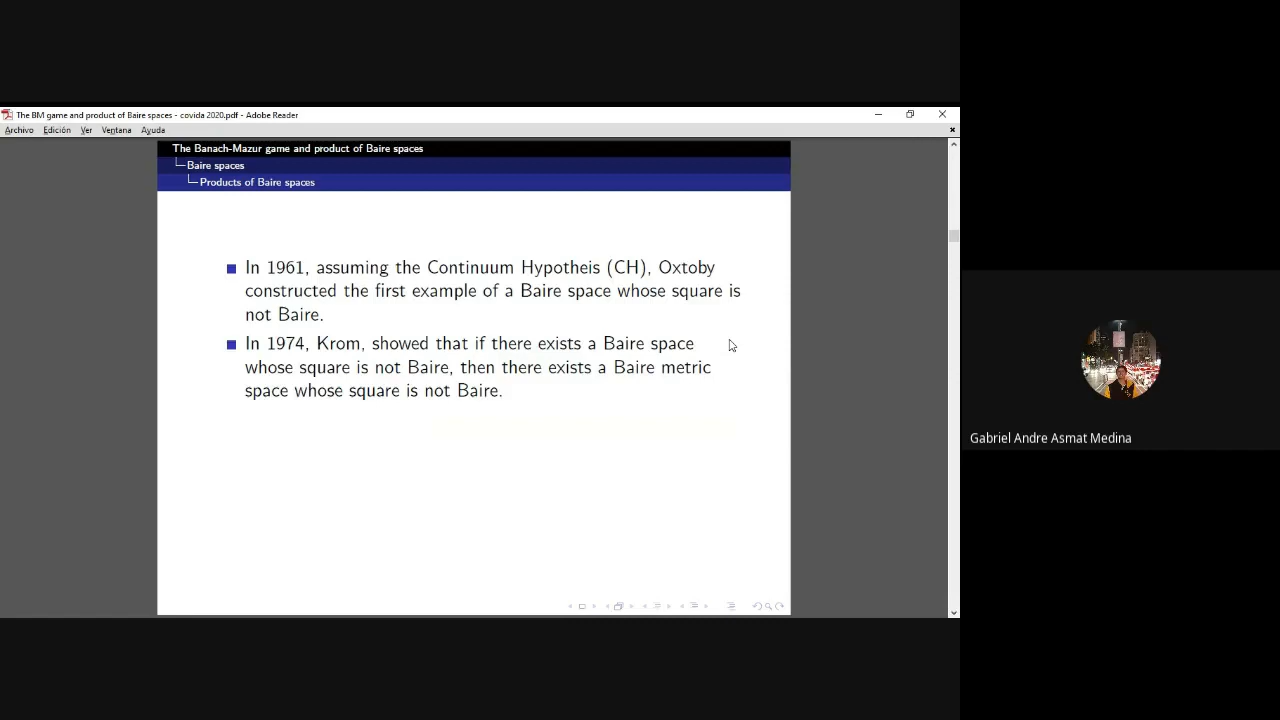 The BM game and product of Baire spaces - covida 2020.pdf - Adobe Reader
Archivo Edición Ver Ventana Ayuda
The Banach-Mazur game and product of Baire spaces
Baire spaces
Products of Baire spaces
In 1961, assuming the Continuum Hypotheis (CH), Oxtoby
constructed the first example of a Baire space whose square is
not Baire.
In 1974, Krom, showed that if there exists a Baire space
whose square is not Baire, then there exists a Baire metric
space whose square is not Baire.
Gabriel Andre Asmat Medina